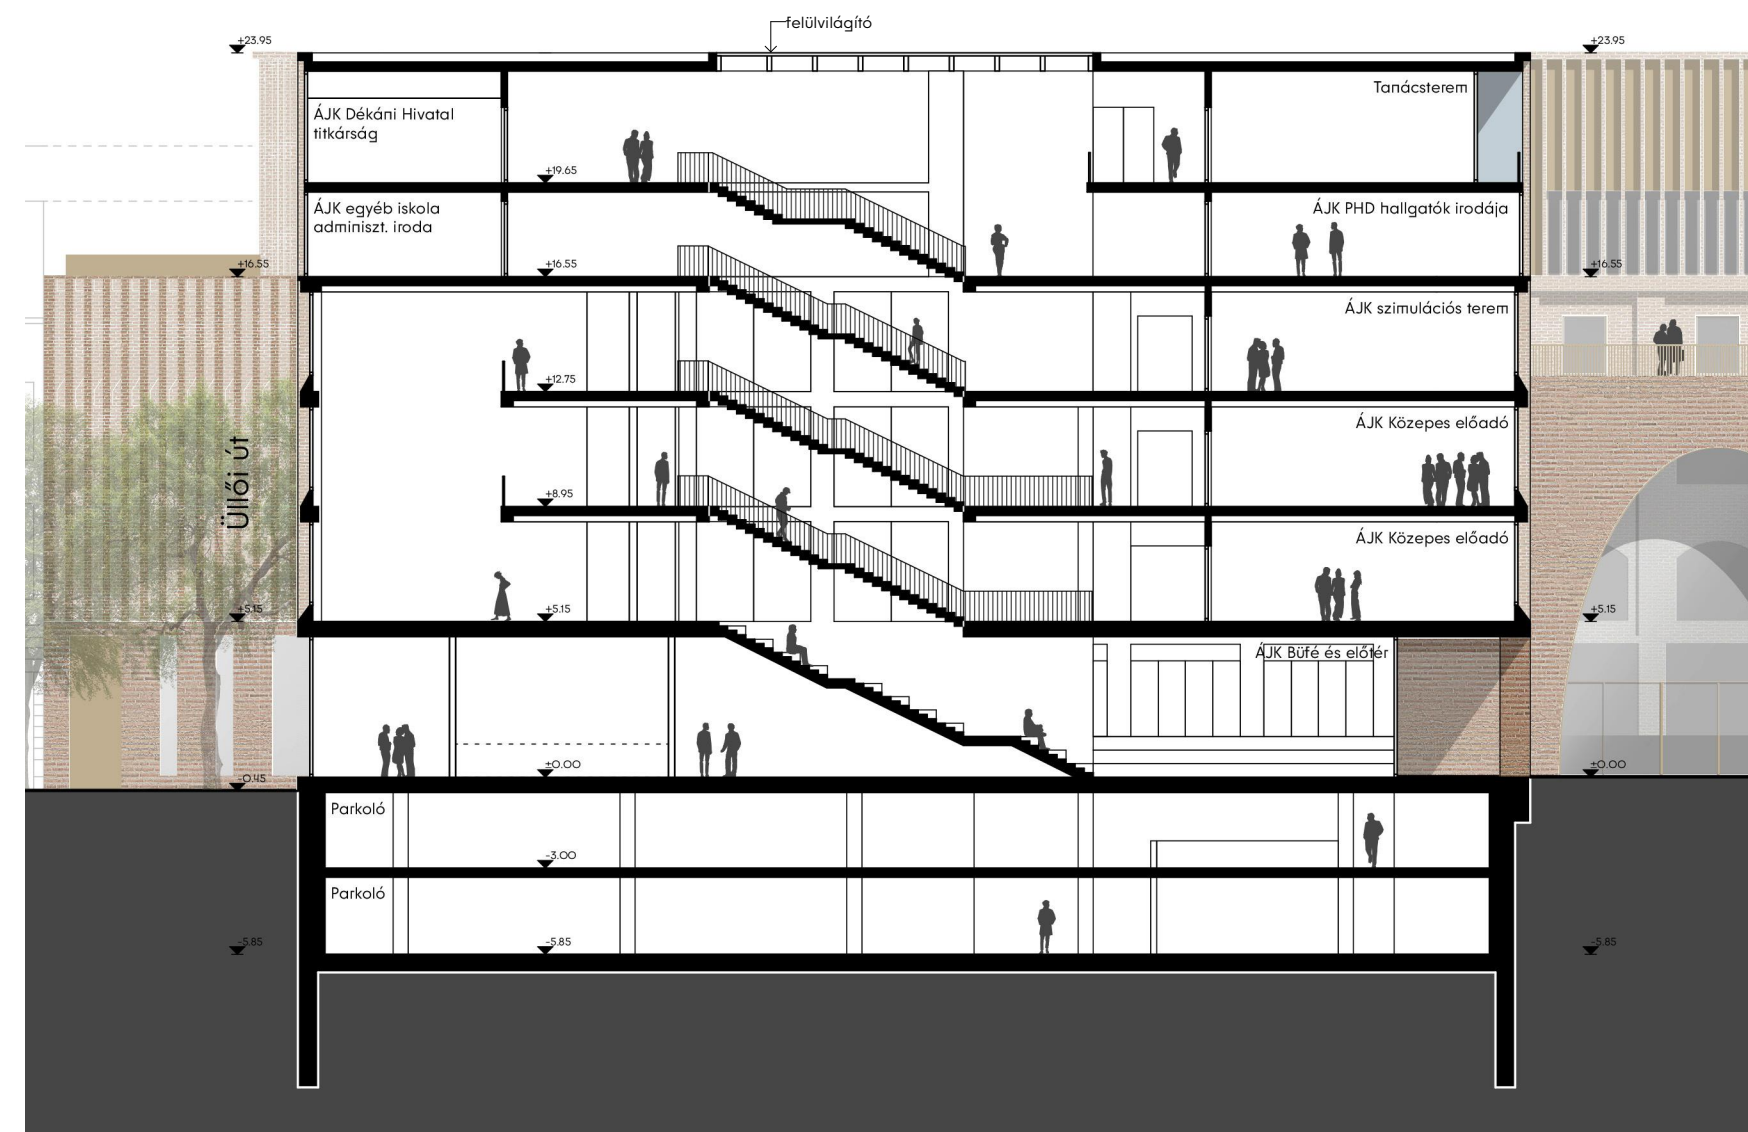 felülvilágító
+23.95
+23.95
Tanácsterem
ÁJK Dékáni Hivatal
titkárság
+19.65
ÁJK egyéb iskola
adminiszt. iroda
ÁJK PHD hallgatók irodája
+16.55
+16.55
+16.55
ÁJK szimulációs terem
+12.75
ÁJK Közepes előadó
Üllői út
+8.95
ÁJK Közepes előadó
+5.15
+5.15
+5.15
ÁJK Büfé és előtér
-0.45
±0.00
±0.00
Parkoló
-3.00
Parkoló
-5.85
-5.85
-5.85